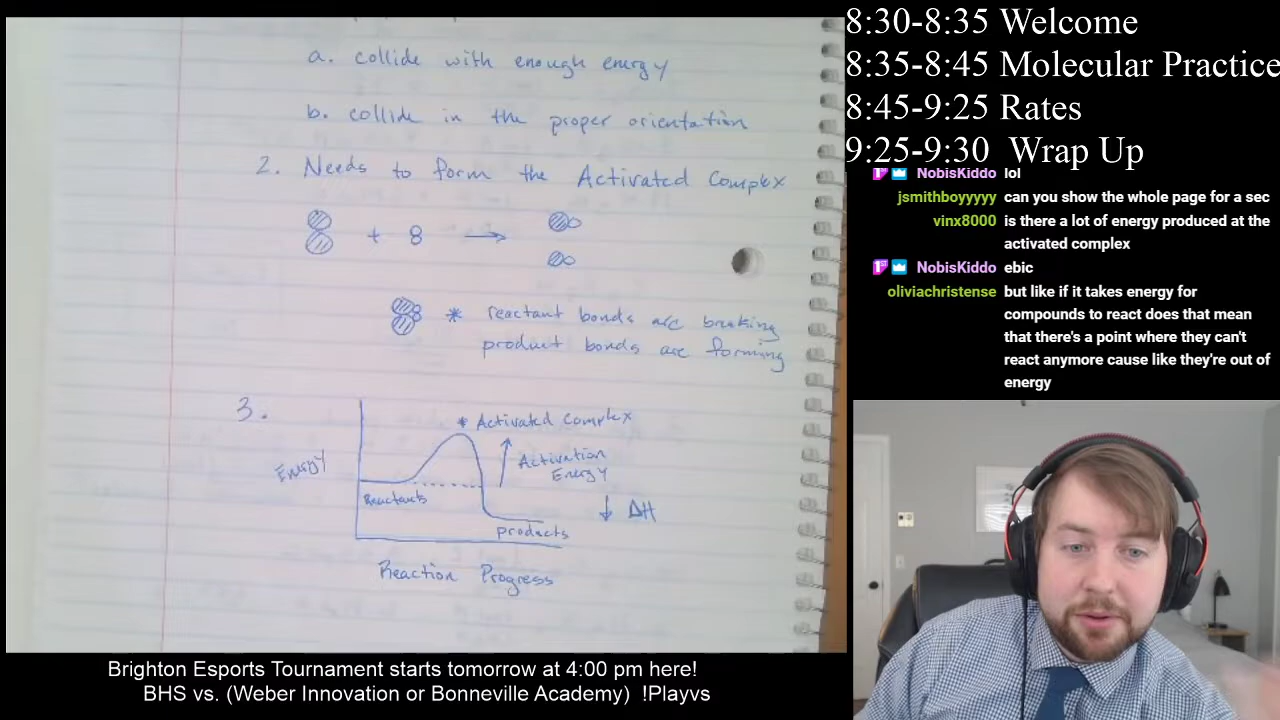 a. collide with enough energy
b. collide in the proper orientation
2. Needs to form the Activated Complex
+
* reactant bonds are breaking
product bonds are forming
3.
* Activated Complex
Energy
Activation
Energy
Reactants
ΔH
products
Reaction Progress
8:30-8:35 Welcome
8:35-8:45 Molecular Practice
8:45-9:25 Rates
9:25-9:30 Wrap Up
NobisKiddo lol
jsmithboyyyyy can you show the whole page for a sec
vinx8000 is there a lot of energy produced at the
activated complex
NobisKiddo ebic
oliviachristense but like if it takes energy for
compounds to react does that mean
that there's a point where they can't
react anymore cause like they're out of
energy
Brighton Esports Tournament starts tomorrow at 4:00 pm here!
BHS vs. (Weber Innovation or Bonneville Academy) !Playvs